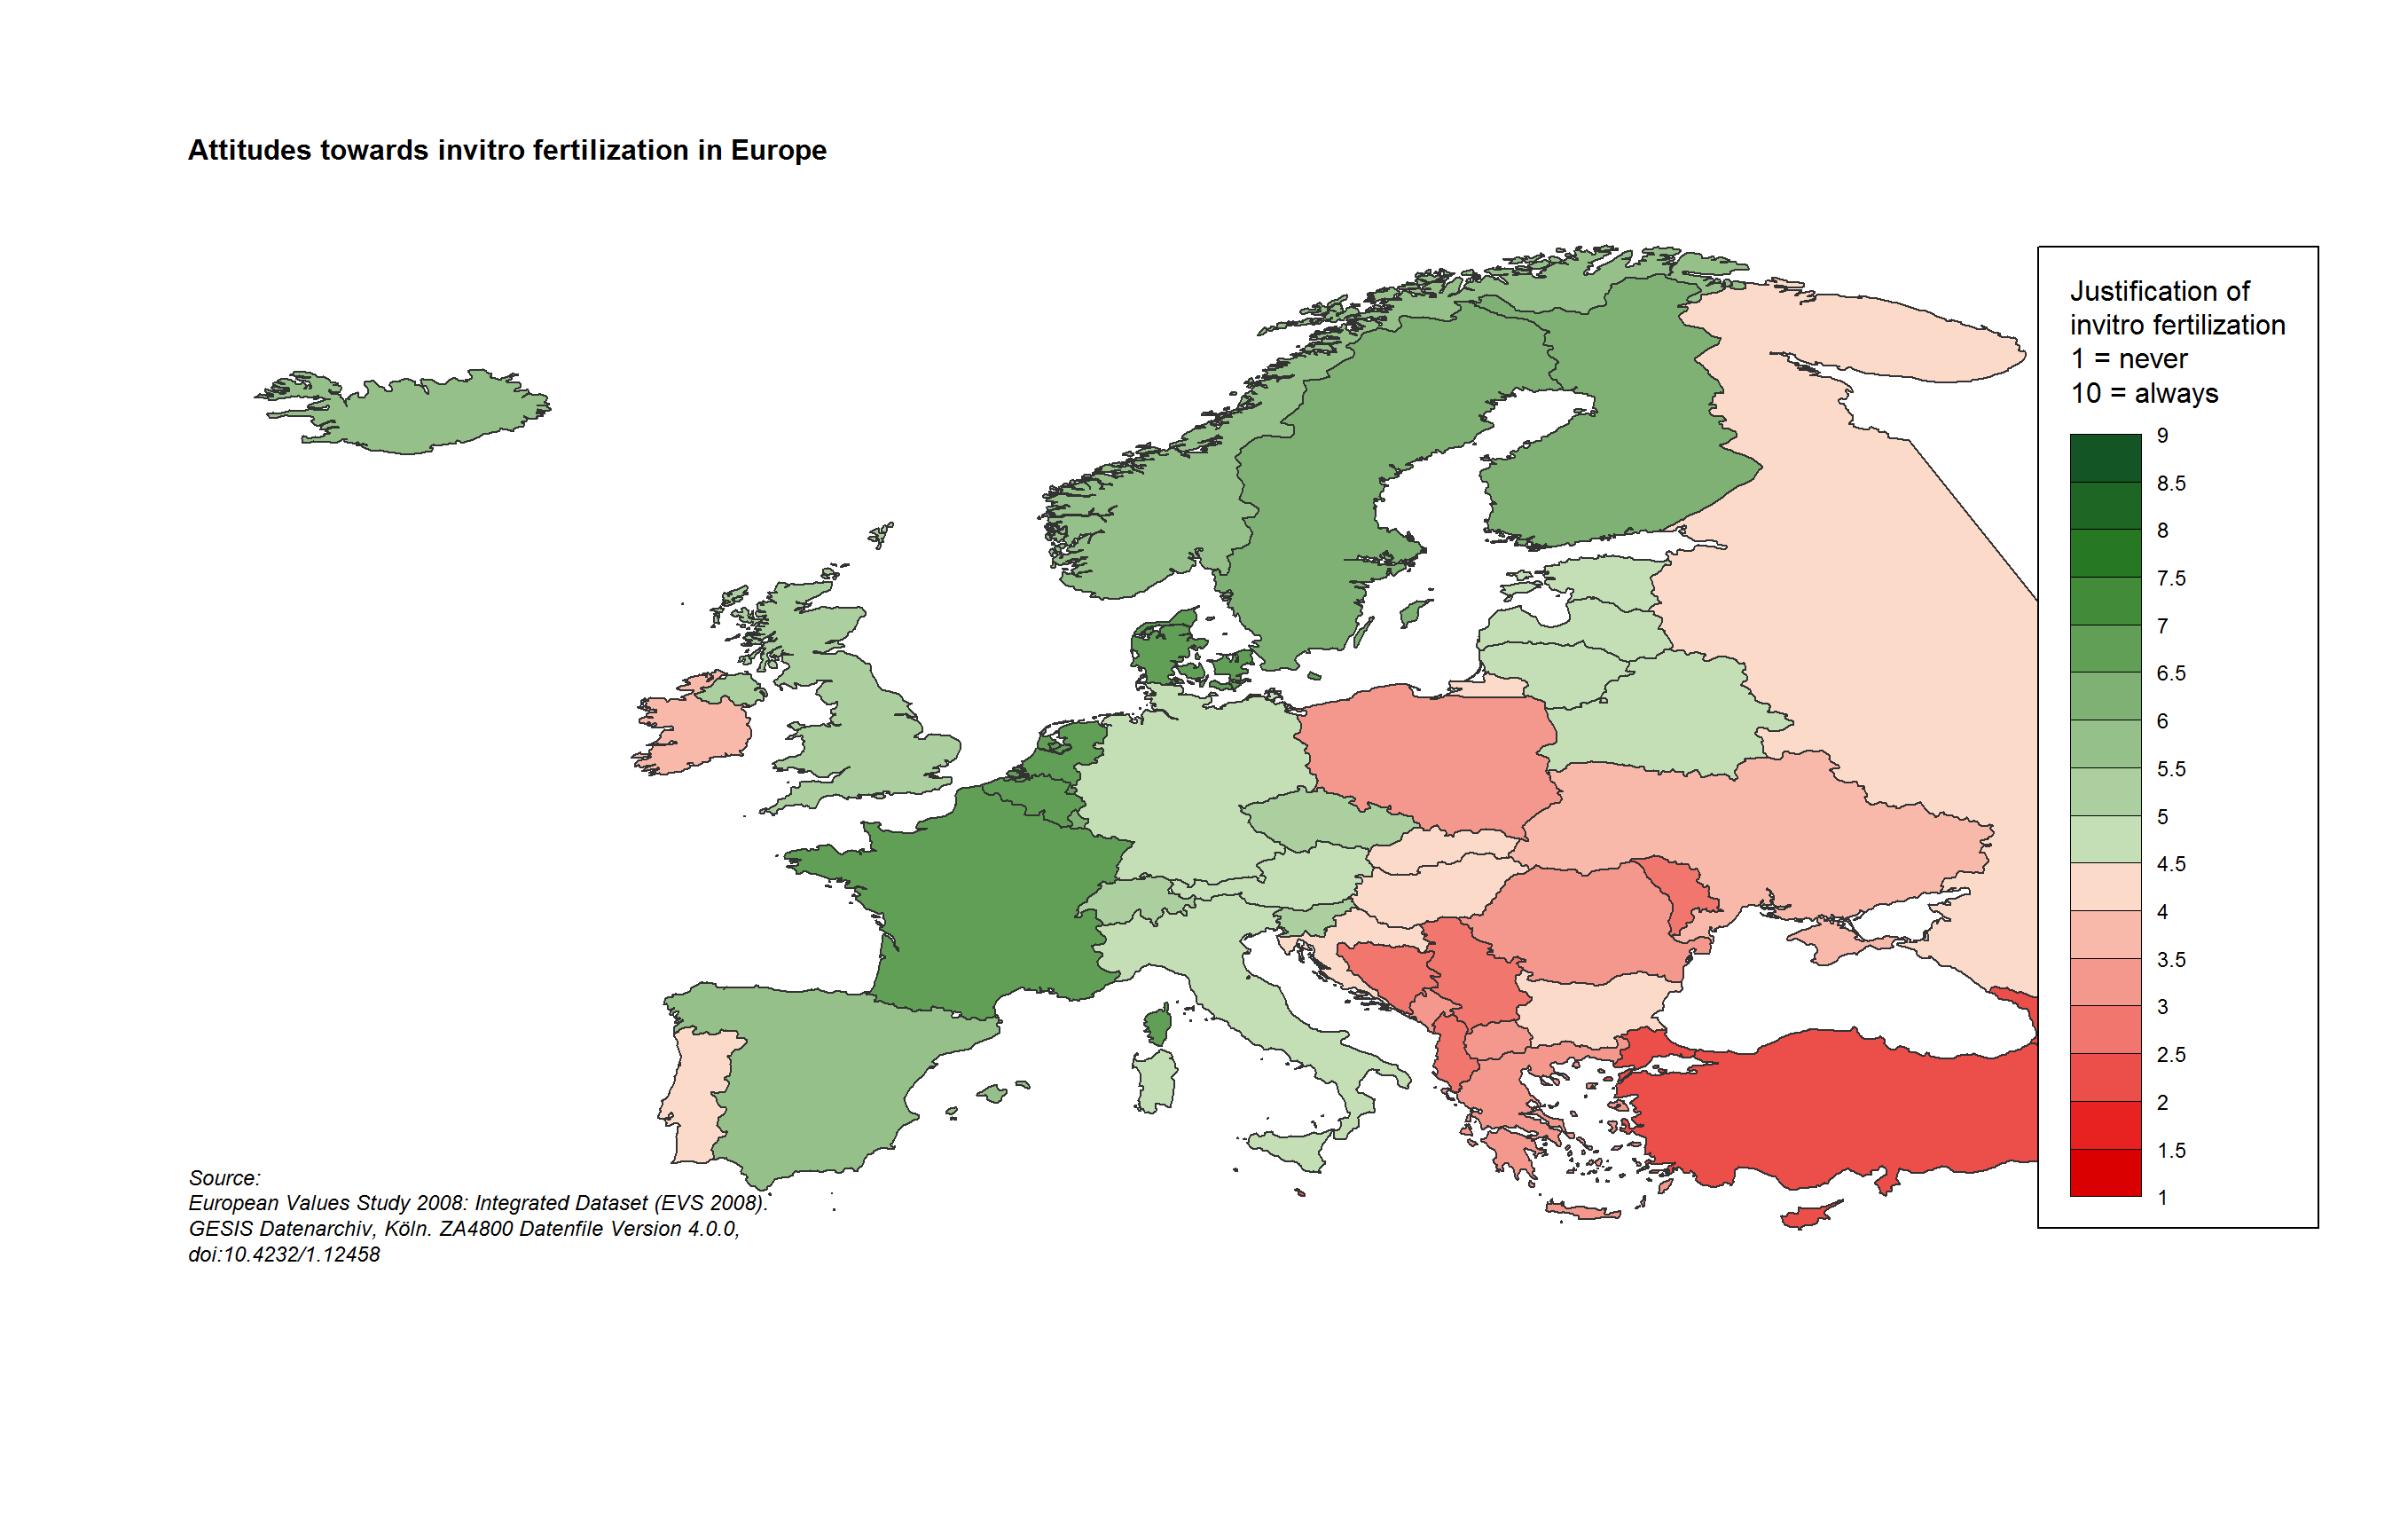 Attitudes towards invitro fertilization in Europe
Justification of
invitro fertilization
1 = never
10 = always
9
8.5
8
7.5
7
6.5
6
5.5
5
4.5
4
3.5
3
2.5
2
1.5
1
Source:
European Values Study 2008: Integrated Dataset (EVS 2008).
GESIS Datenarchiv, Köln. ZA4800 Datenfile Version 4.0.0,
doi:10.4232/1.12458